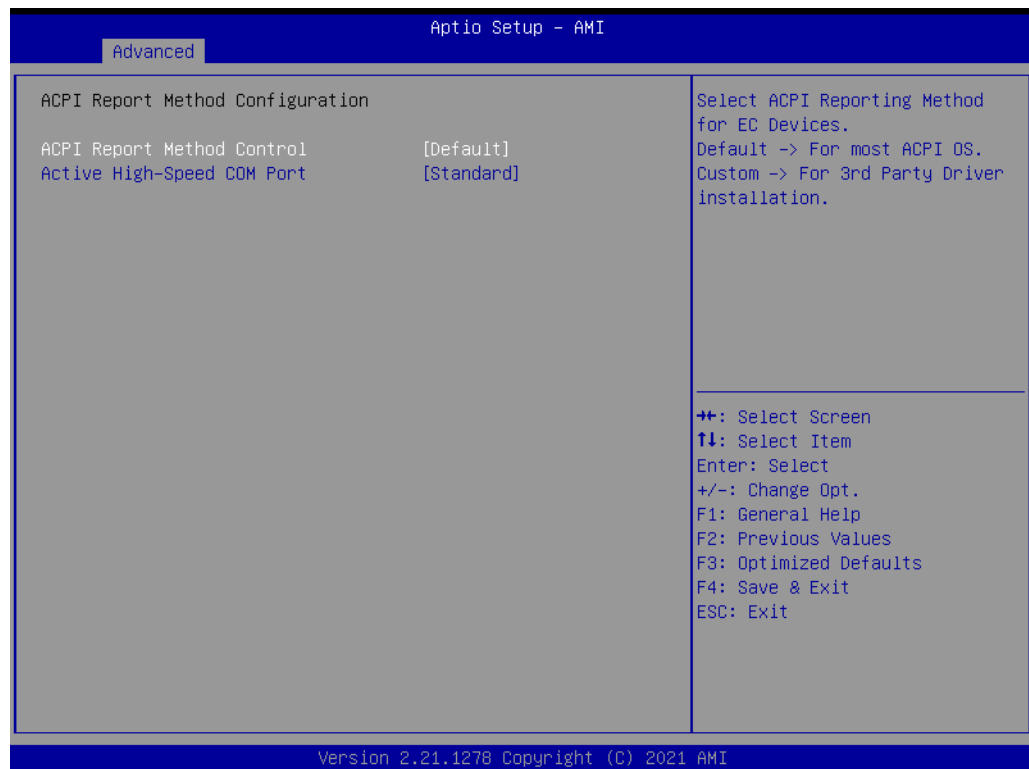 Aptio Setup – AMI
Advanced
ACPI Report Method Configuration
ACPI Report Method Control [Default]
Active High-Speed COM Port [Standard]
Select ACPI Reporting Method
for EC Devices.
Default -> For most ACPI OS.
Custom -> For 3rd Party Driver
installation.
→←: Select Screen
↑↓: Select Item
Enter: Select
+/-: Change Opt.
F1: General Help
F2: Previous Values
F3: Optimized Defaults
F4: Save & Exit
ESC: Exit
Version 2.21.1278 Copyright (C) 2021 AMI